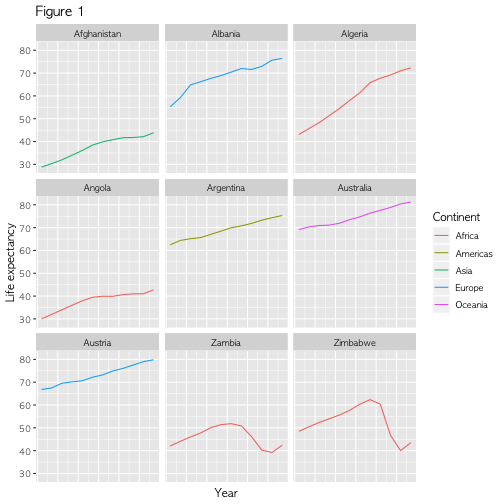 Figure 1
Afghanistan
Albania
Algeria
80
70
60
50
40
30
Angola
Argentina
Australia
80
70
60
50
40
30
Austria
Zambia
Zimbabwe
80
70
60
50
40
30
Life expectancy
Year
Continent
Africa
Americas
Asia
Europe
Oceania